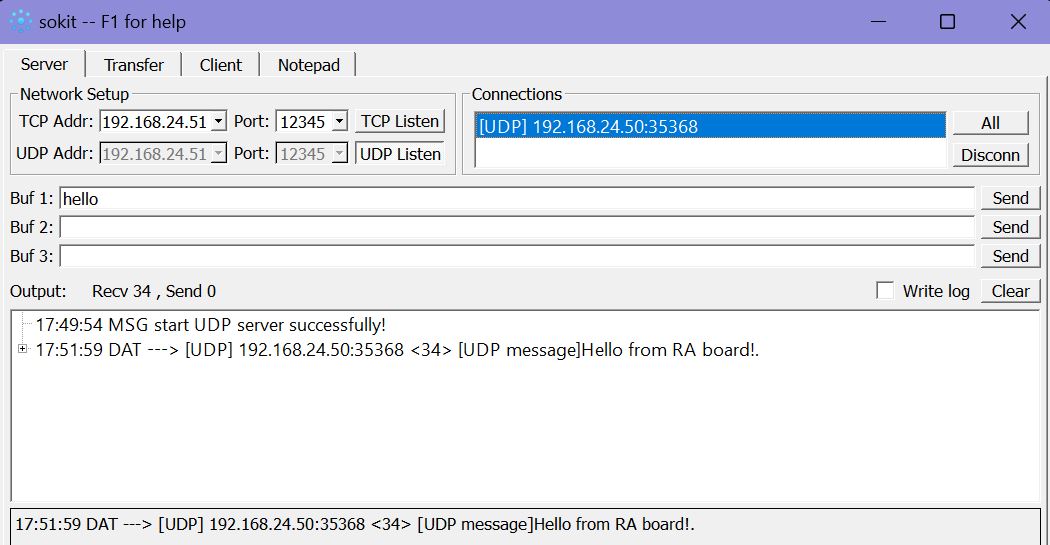 sokit -- F1 for help
Server Transfer Client Notepad
Network Setup
TCP Addr: 192.168.24.51 Port: 12345 TCP Listen
UDP Addr: 192.168.24.51 Port: 12345 UDP Listen
Connections
[UDP] 192.168.24.50:35368
All
Disconn
Buf 1: hello Send
Buf 2: Send
Buf 3: Send
Output: Recv 34 , Send 0 Write log Clear
17:49:54 MSG start UDP server successfully!
17:51:59 DAT ---> [UDP] 192.168.24.50:35368 <34> [UDP message]Hello from RA board!.
17:51:59 DAT ---> [UDP] 192.168.24.50:35368 <34> [UDP message]Hello from RA board!.